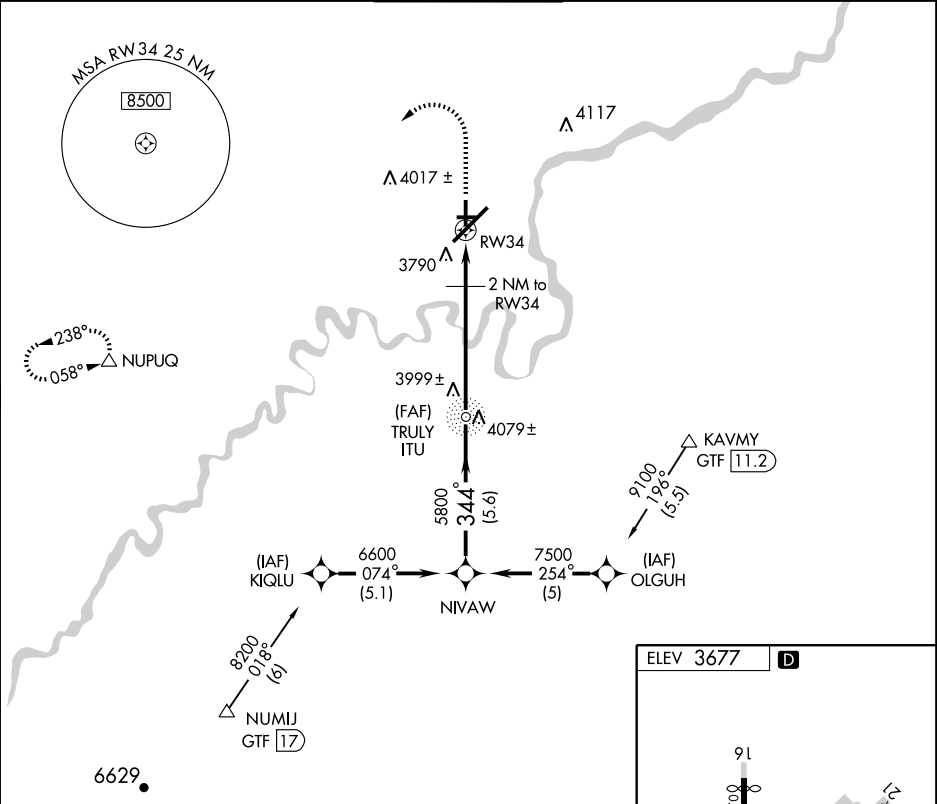 MSA RW34 25 NM
8500
4117
4017 ±
RW34
3790
2 NM to
RW34
238°
058°
NUPUQ
3999 ±
(FAF)
TRULY
ITU
4079 ±
KAVMY
GTF 11.2
9100
196°
(5.5)
5800
344°
(5.6)
(IAF)
KIQLU
6600
074°
(5.1)
7500
254°
(5)
(IAF)
OLGUH
NIVAW
8200
018°
(6)
NUMIJ
GTF 17
6629
ELEV 3677 D
16
21